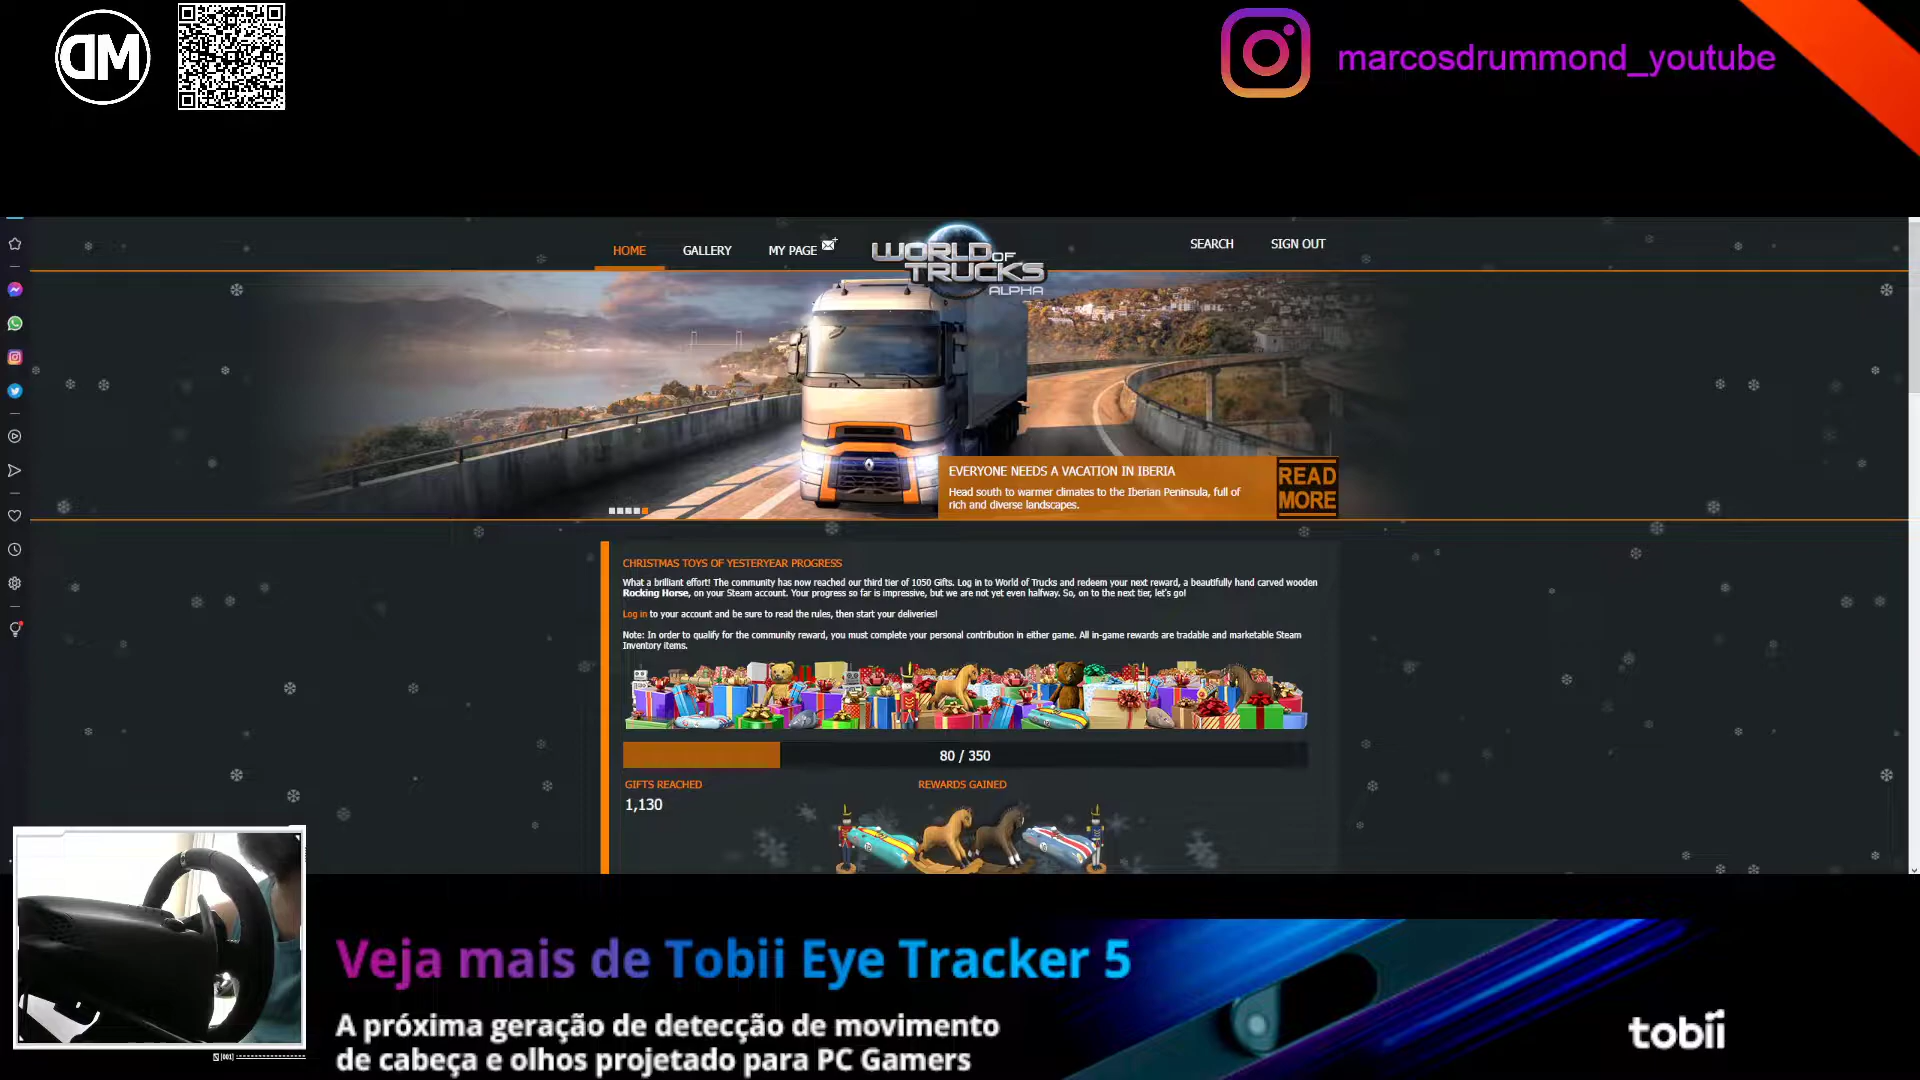 DM
marcosdrummond_youtube
HOME
GALLERY
MY PAGE
WORLD OF
TRUCKS
ALPHA
SEARCH
SIGN OUT
EVERYONE NEEDS A VACATION IN IBERIA
Head south to warmer climates to the Iberian Peninsula, full of
rich and diverse landscapes.
READ
MORE
CHRISTMAS TOYS OF YESTERYEAR PROGRESS
What a brilliant effort! The community has now reached our third tier of 1050 Gifts. Log in to World of Trucks and redeem your next reward, a beautifully hand carved wooden
Rocking Horse, on your Steam account. Your progress so far is impressive, but we are not yet even halfway. So, on to the next tier, let's go!
Log in to your account and be sure to read the rules, then start your deliveries!
Note: In order to qualify for the community reward, you must complete your personal contribution in either game. All in-game rewards are tradable and marketable Steam
Inventory items.
80 / 350
GIFTS REACHED
REWARDS GAINED
1,130
Veja mais de Tobii Eye Tracker 5
A próxima geração de detecção de movimento
de cabeça e olhos projetado para PC Gamers
tobii